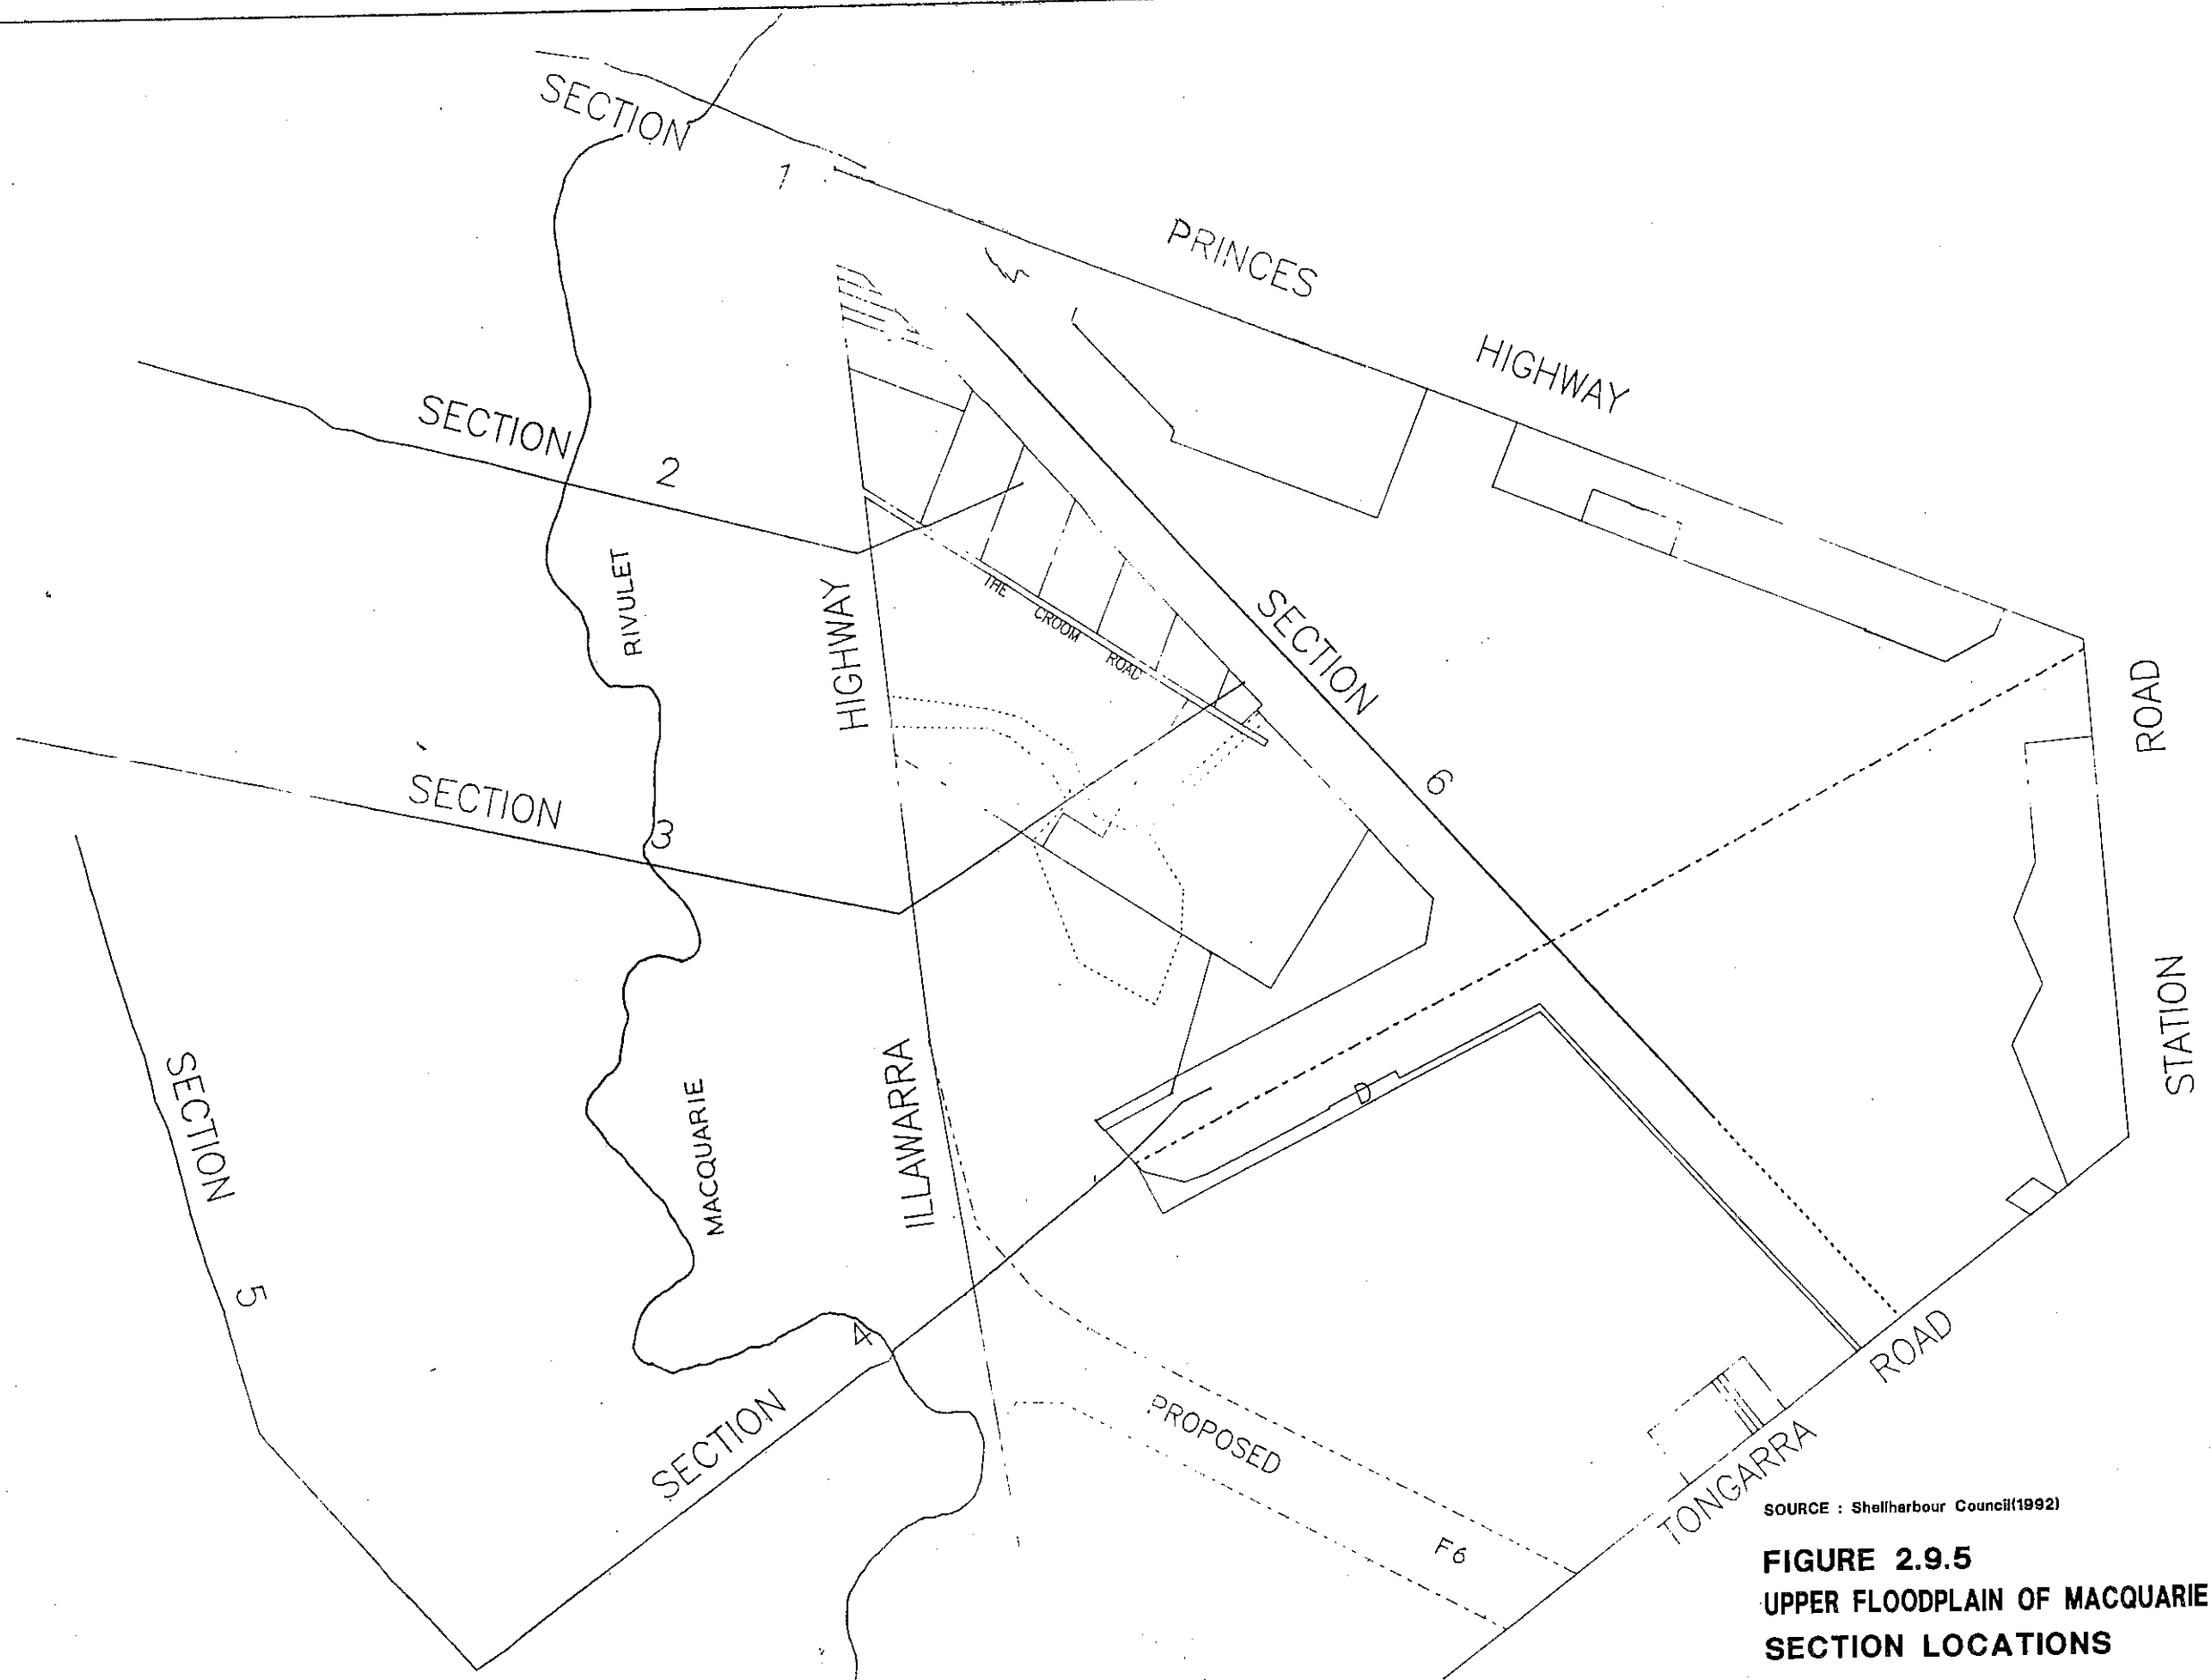 SECTION
1
PRINCES
HIGHWAY
SECTION
2
RIVULET
HIGHWAY
THE CROOM ROAD
SECTION
6
ROAD
STATION
SECTION
3
SECTION
5
MACQUARIE
ILLAWARRA
D
4
SECTION
PROPOSED
F6
TONGARRA
ROAD
SOURCE : Shellharbour Council(1992)
FIGURE 2.9.5
UPPER FLOODPLAIN OF MACQUARIE
SECTION LOCATIONS